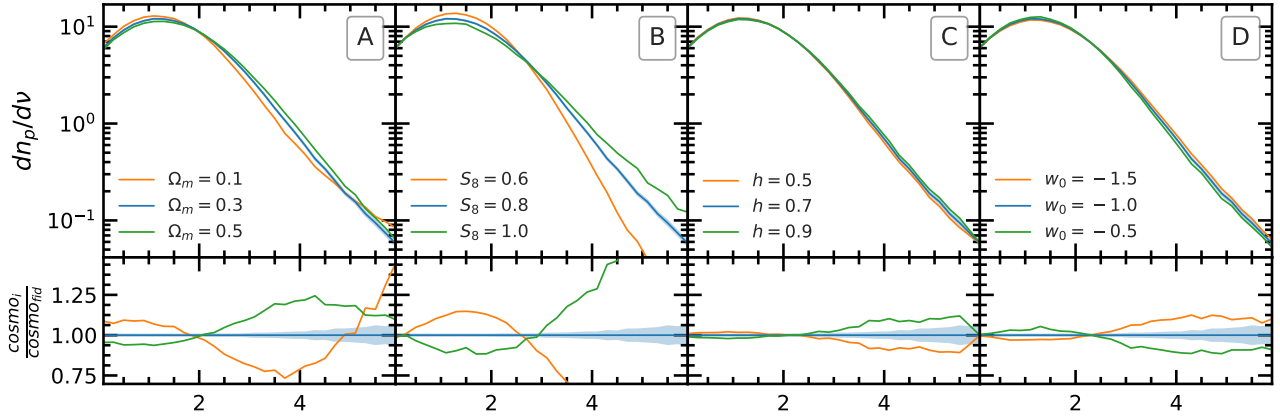 A
B
C
D
dn_p/dν
10^1
10^0
10^−1
Ω_m = 0.1
Ω_m = 0.3
Ω_m = 0.5
S_8 = 0.6
S_8 = 0.8
S_8 = 1.0
h = 0.5
h = 0.7
h = 0.9
w_0 = −1.5
w_0 = −1.0
w_0 = −0.5
cosmo_i
cosmo_fid
1.25
1.00
0.75
2 4 2 4 2 4 2 4